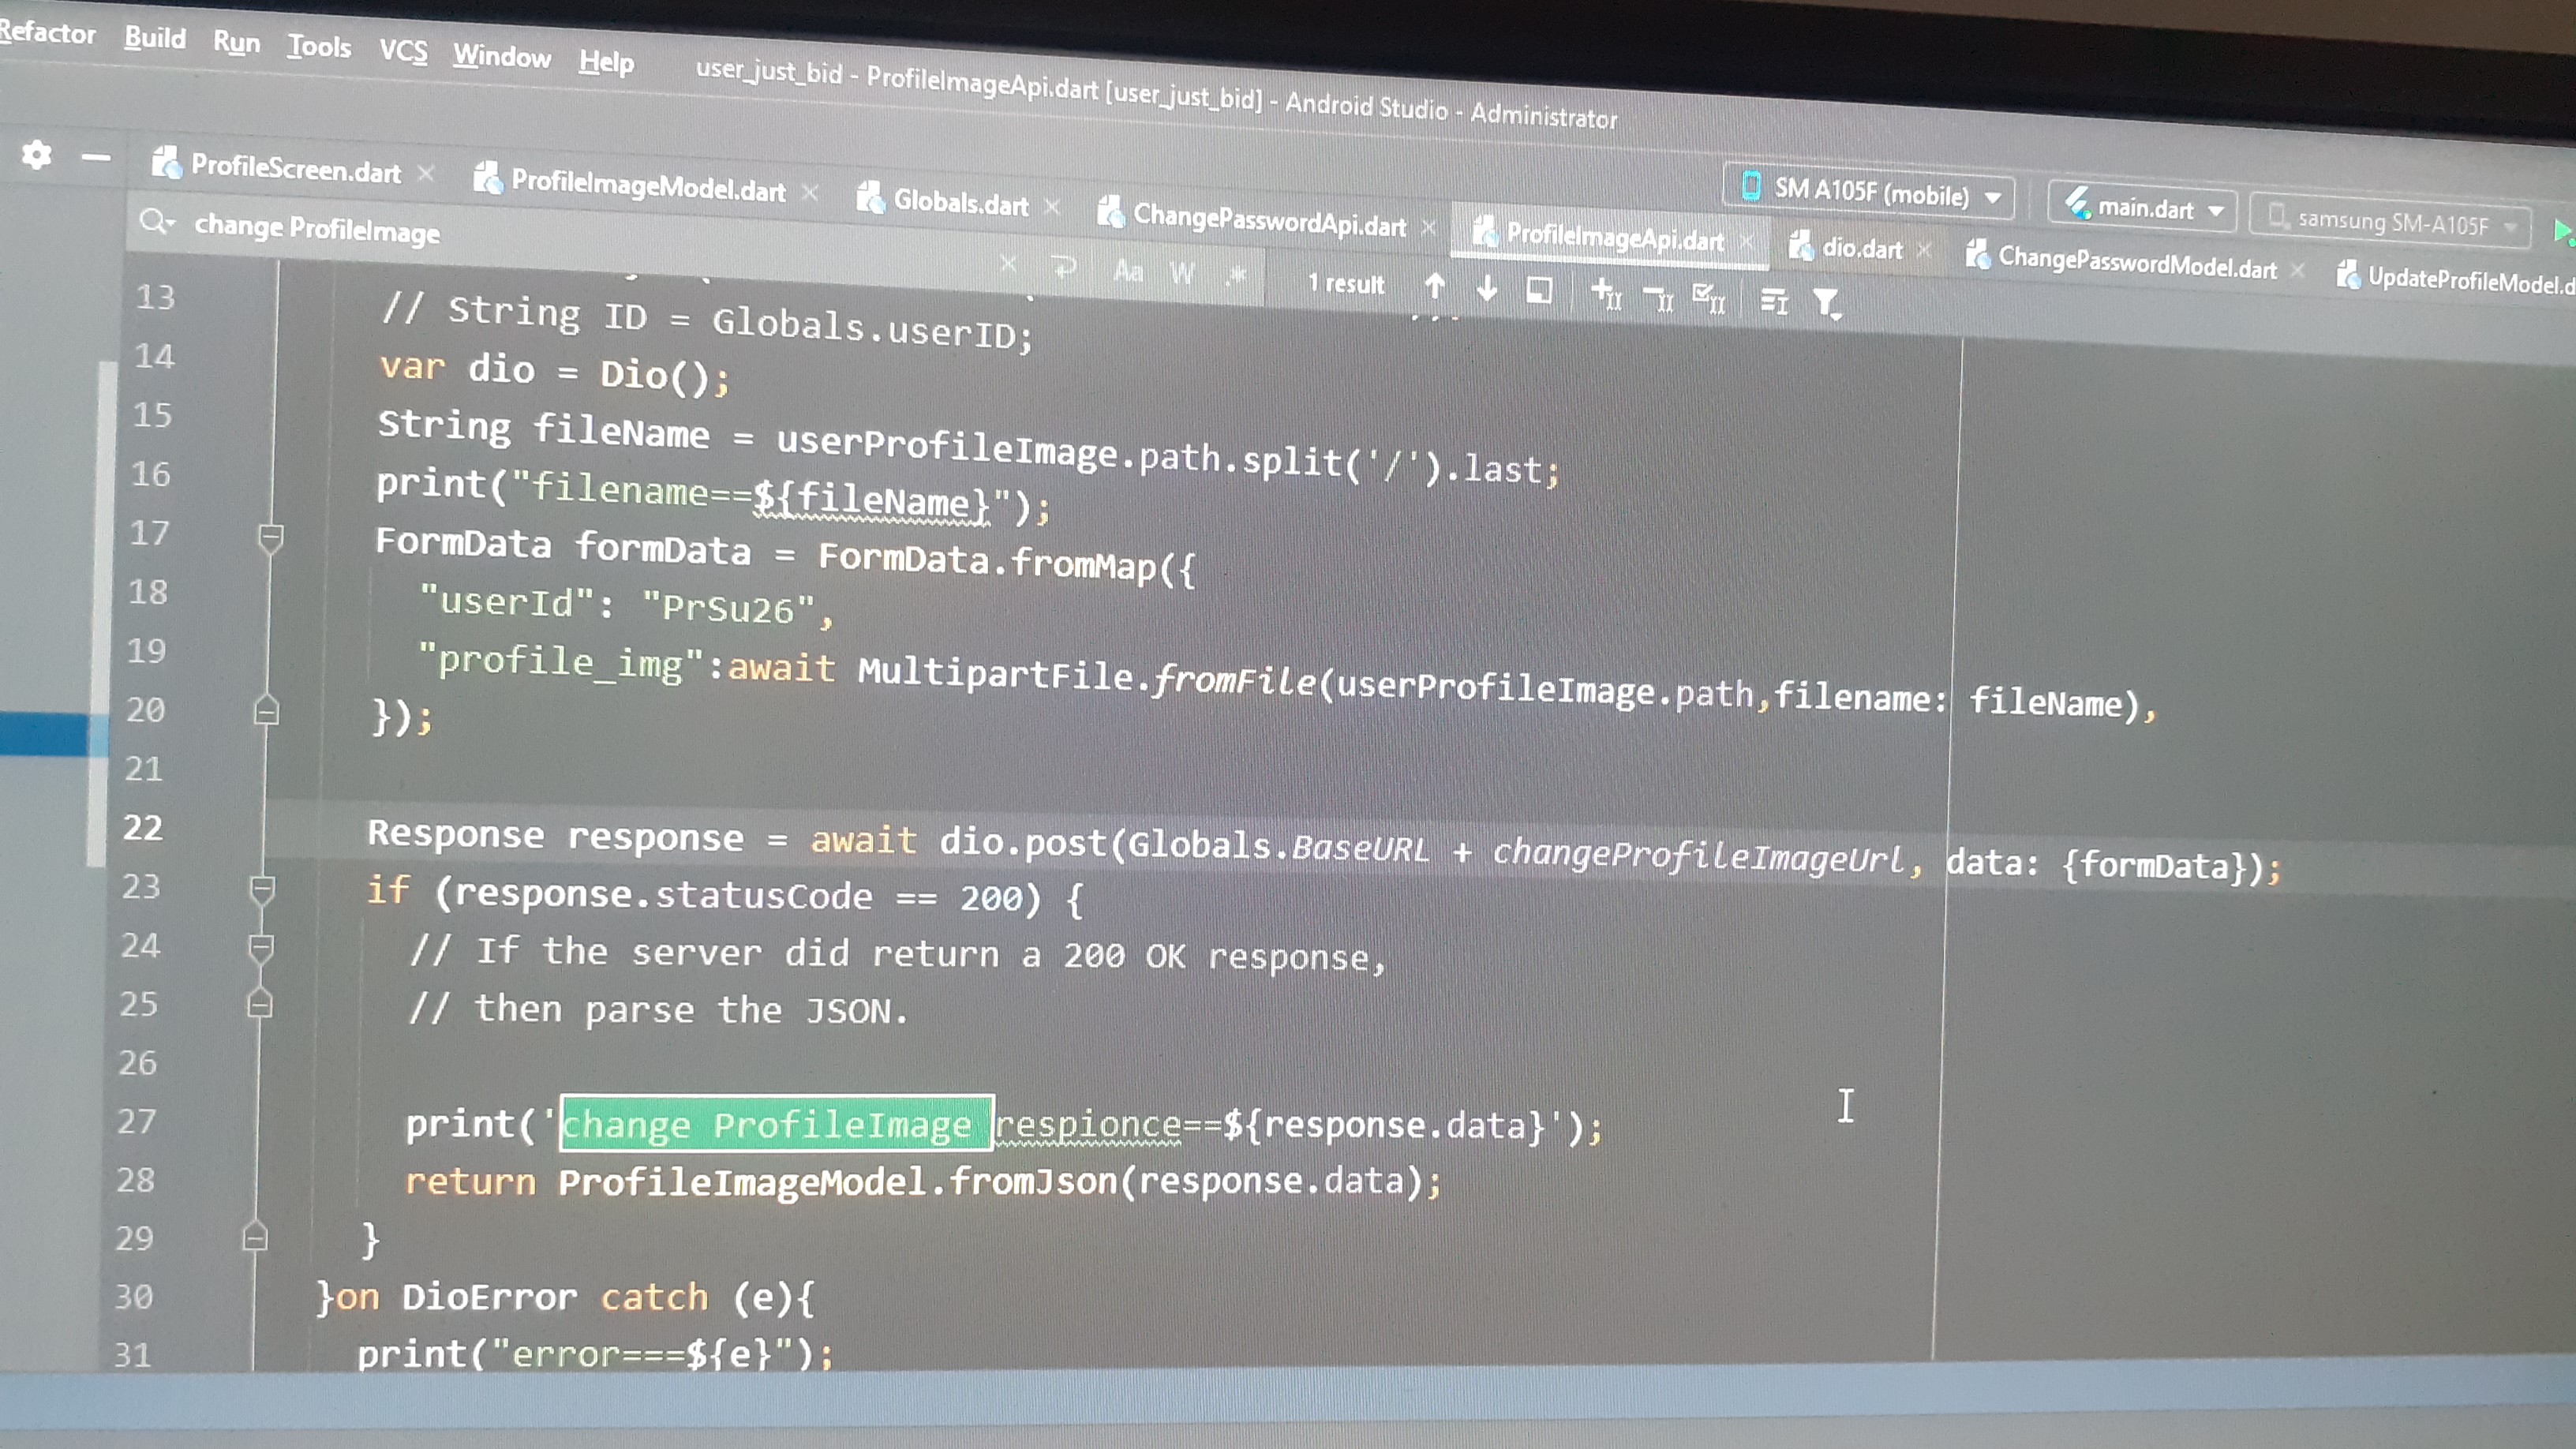 Refactor Build Run Tools VCS Window Help user_just_bid - ProfileImageApi.dart [user_just_bid] - Android Studio - Administrator
SM A105F (mobile) main.dart samsung SM-A105F
ProfileScreen.dart ProfileImageModel.dart Globals.dart ChangePasswordApi.dart ProfileImageApi.dart dio.dart ChangePasswordModel.dart UpdateProfileModel.d
change ProfileImage Aa W .* 1 result
13 // String ID = Globals.userID;
14 var dio = Dio();
15 String fileName = userProfileImage.path.split('/').last;
16 print("filename==${fileName}");
17 FormData formData = FormData.fromMap({
18 "userId": "PrSu26",
19 "profile_img":await MultipartFile.fromFile(userProfileImage.path,filename: fileName),
20 });
21
22 Response response = await dio.post(Globals.BaseURL + changeProfileImageUrl, data: {formData});
23 if (response.statusCode == 200) {
24 // If the server did return a 200 OK response,
25 // then parse the JSON.
26
27 print('change ProfileImage respionce==${response.data}');
28 return ProfileImageModel.fromJson(response.data);
29 }
30 }on DioError catch (e){
31 print("error===${e}");